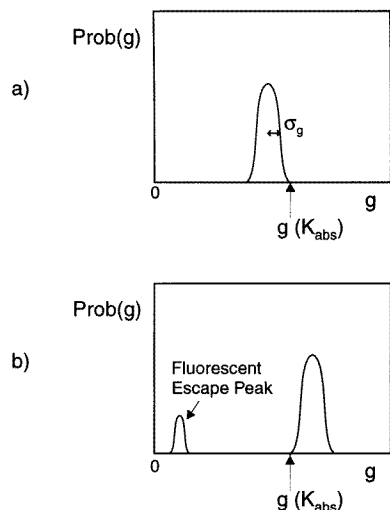 Prob(g)
a)
σg
0
g
g (Kabs)
Prob(g)
b)
Fluorescent
Escape Peak
0
g
g (Kabs)